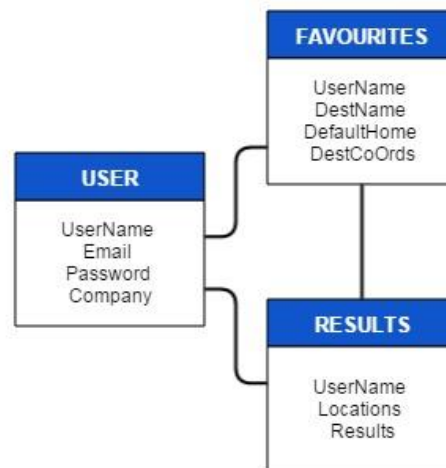 FAVOURITES
UserName
DestName
DefaultHome
DestCoOrds
USER
UserName
Email
Password
Company
RESULTS
UserName
Locations
Results